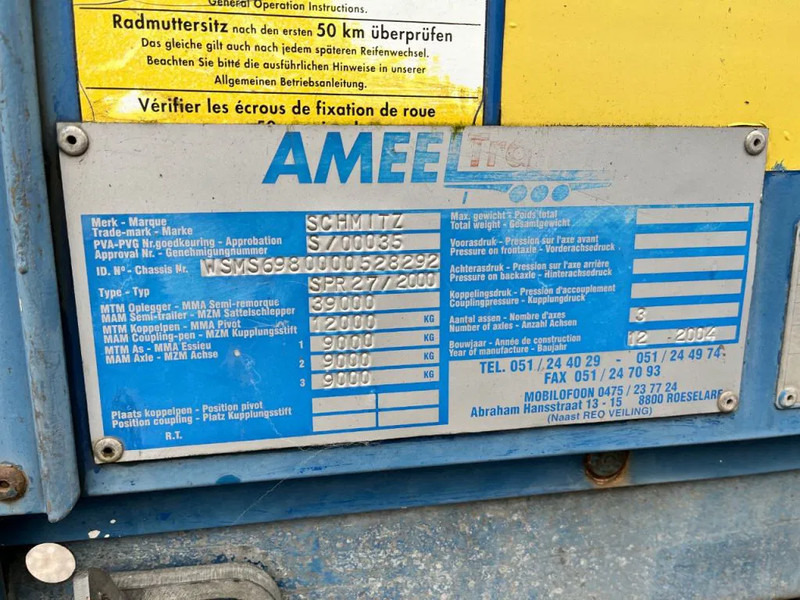 General Operation Instructions.
Radmuttersitz nach den ersten 50 km überprüfen
Das gleiche gilt auch nach jedem späteren Reifenwechsel.
Beachten Sie bitte die ausführlichen Hinweise in unserer
Allgemeinen Betriebsanleitung.
Vérifier les écrous de fixation de roue
AMEEL
Merk - Marque
Trade-mark - Marke SCHMITZ
PVA-PVG Nr.goedkeuring - Approbation
Approval Nr. - Genehmigungnummer S/00035
ID. Nº - Chassis Nr. WSMS6980000528292
Type - Typ SPR27/2000
MTM Oplegger - MMA Semi-remorque
MAM Semi-trailer - MZM Sattelschlepper 39000
MTM Koppelpen - MMA Pivot
MAM Coupling-pen - MZM Kupplungsstift 12000 KG
MTM As - MMA Essieu 1 9000 KG
MAM Axle - MZM Achse 2 9000 KG
3 9000 KG
Plaats koppelpen - Position pivot
Position coupling - Platz Kupplungsstift
R.T.
Max. gewicht - Poids total
Total weight - Gesamtgewicht
Voorasdruk - Pression sur l'axe avant
Pressure on frontaxle - Vorderachsedruck
Achterasdruk - Pression sur l'axe arrière
Pressure on backaxle - Hinterachsedruck
Koppelingsdruk - Pression d'accouplement
Couplingpressure - Kupplungdruck
Aantal assen - Nombre d'axes
Number of axles - Anzahl Achsen 3
Bouwjaar - Année de construction
Year of manufacture - Baujahr 12 - 2004
TEL. 051/ 24 40 29 - 051/ 24 49 74
FAX 051/ 24 70 93
MOBILOFOON 0475 / 23 77 24
Abraham Hansstraat 13 - 15 8800 ROESELARE
(Naast REO VEILING)